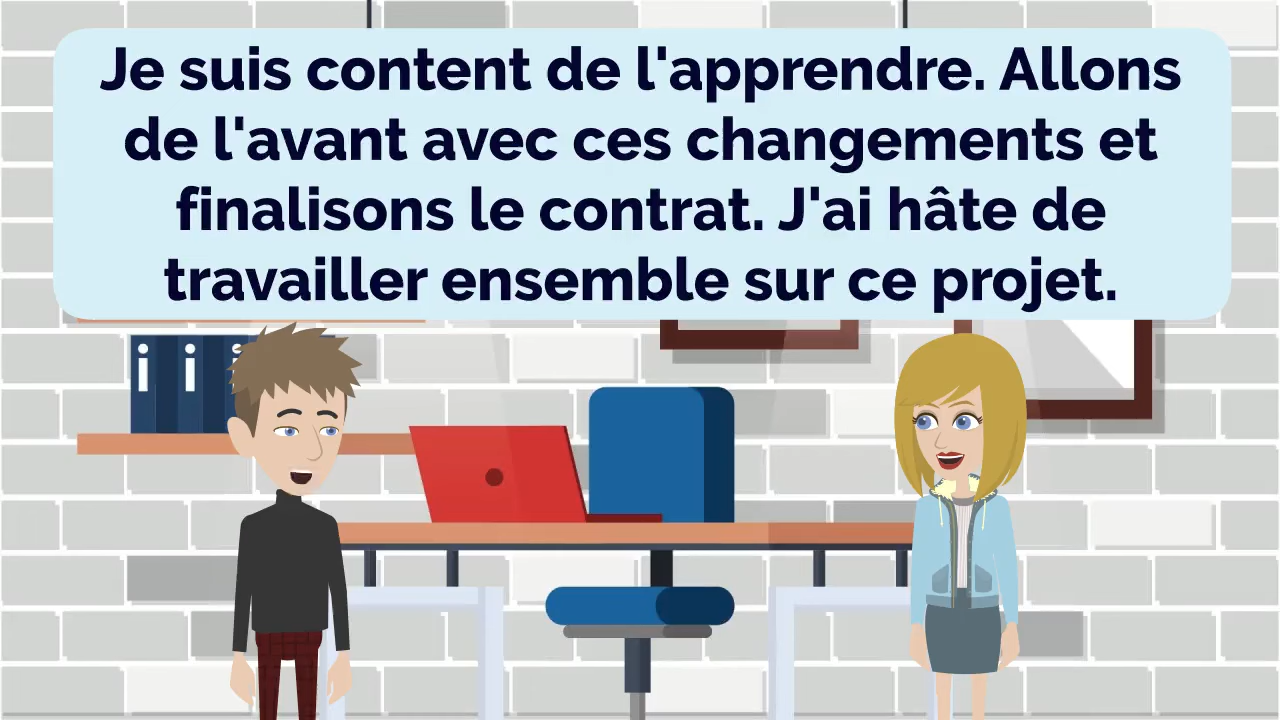 Je suis content de l'apprendre. Allons
de l'avant avec ces changements et
finalisons le contrat. J'ai hâte de
travailler ensemble sur ce projet.